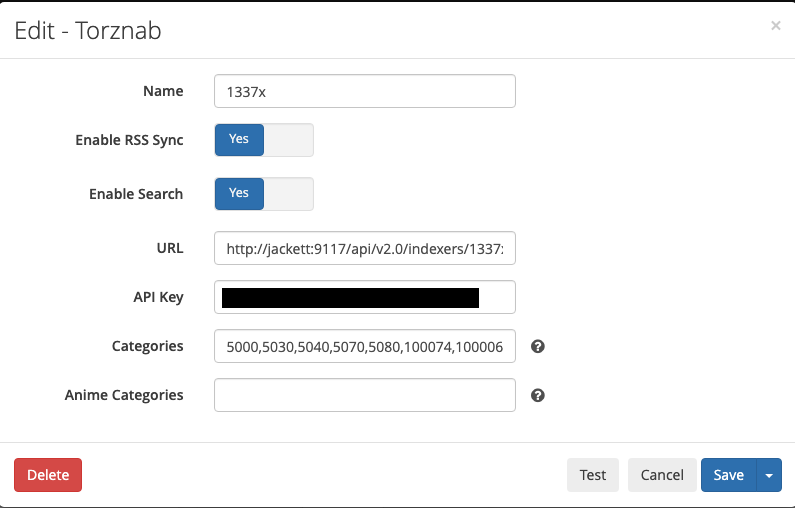 Edit - Torznab
×
Name
1337x
Enable RSS Sync
Yes
Enable Search
Yes
URL
http://jackett:9117/api/v2.0/indexers/1337
API Key
Categories
5000,5030,5040,5070,5080,100074,100006
?
Anime Categories
?
Delete
Test
Cancel
Save